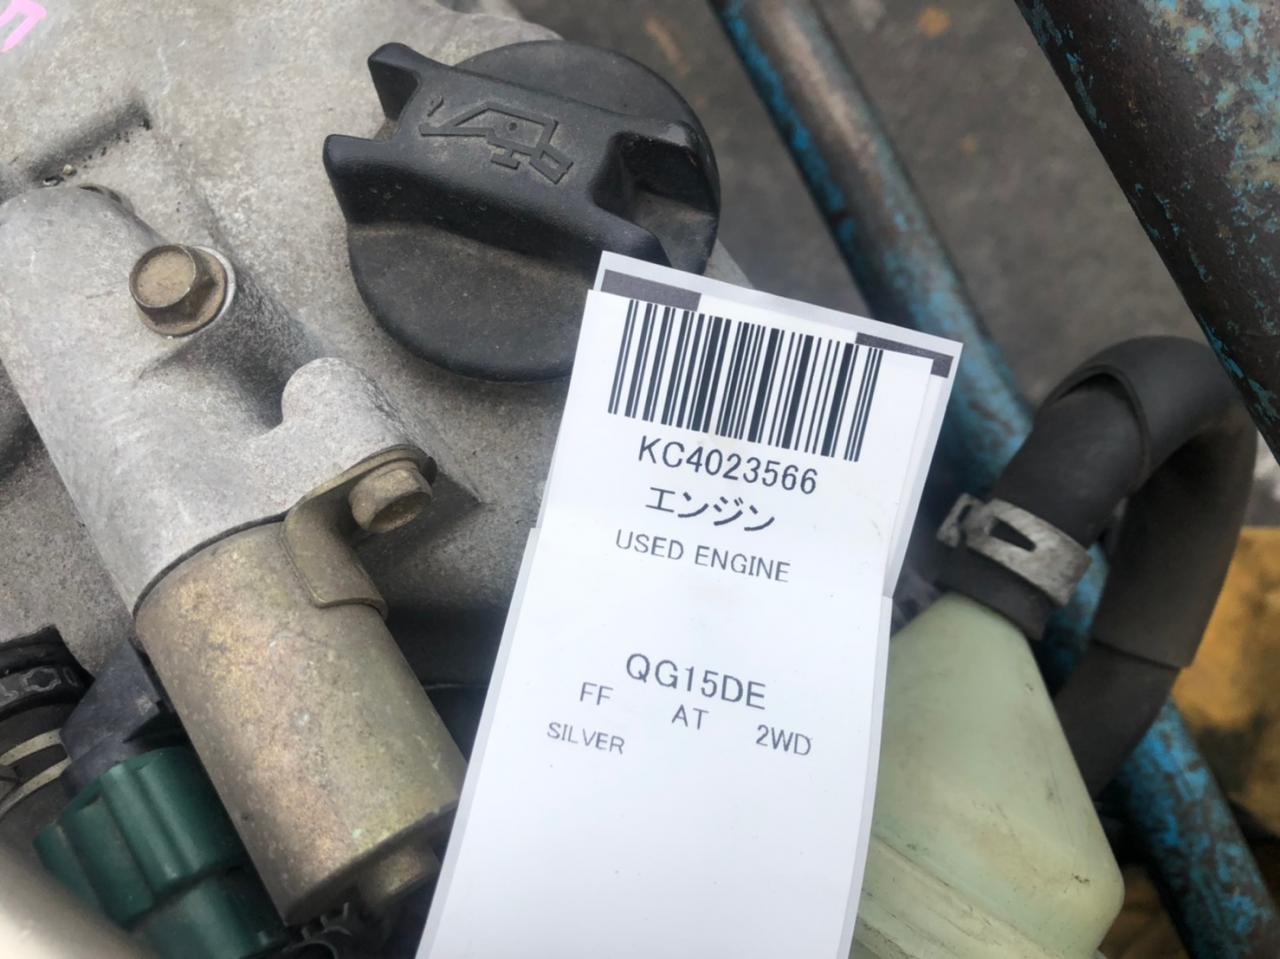 KC4023566
エンジン
USED ENGINE
QG15DE
FF AT 2WD
SILVER